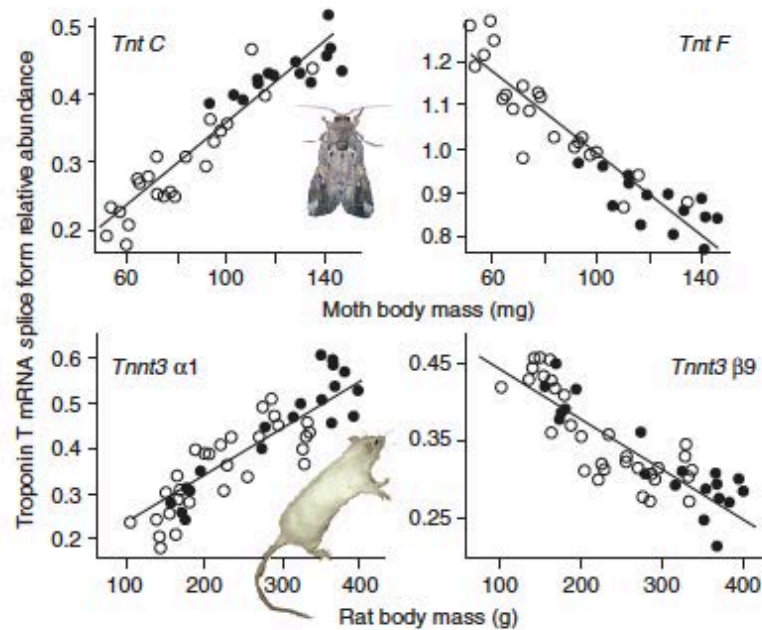 Troponin T mRNA splice form relative abundance
Tnt C
0.5
0.4
0.3
0.2
60 100 140
Tnt F
1.2
1.1
1.0
0.9
0.8
60 100 140
Moth body mass (mg)
Tnnt3 α1
0.6
0.5
0.4
0.3
0.2
100 200 300 400
Tnnt3 β9
0.45
0.35
0.25
100 200 300 400
Rat body mass (g)